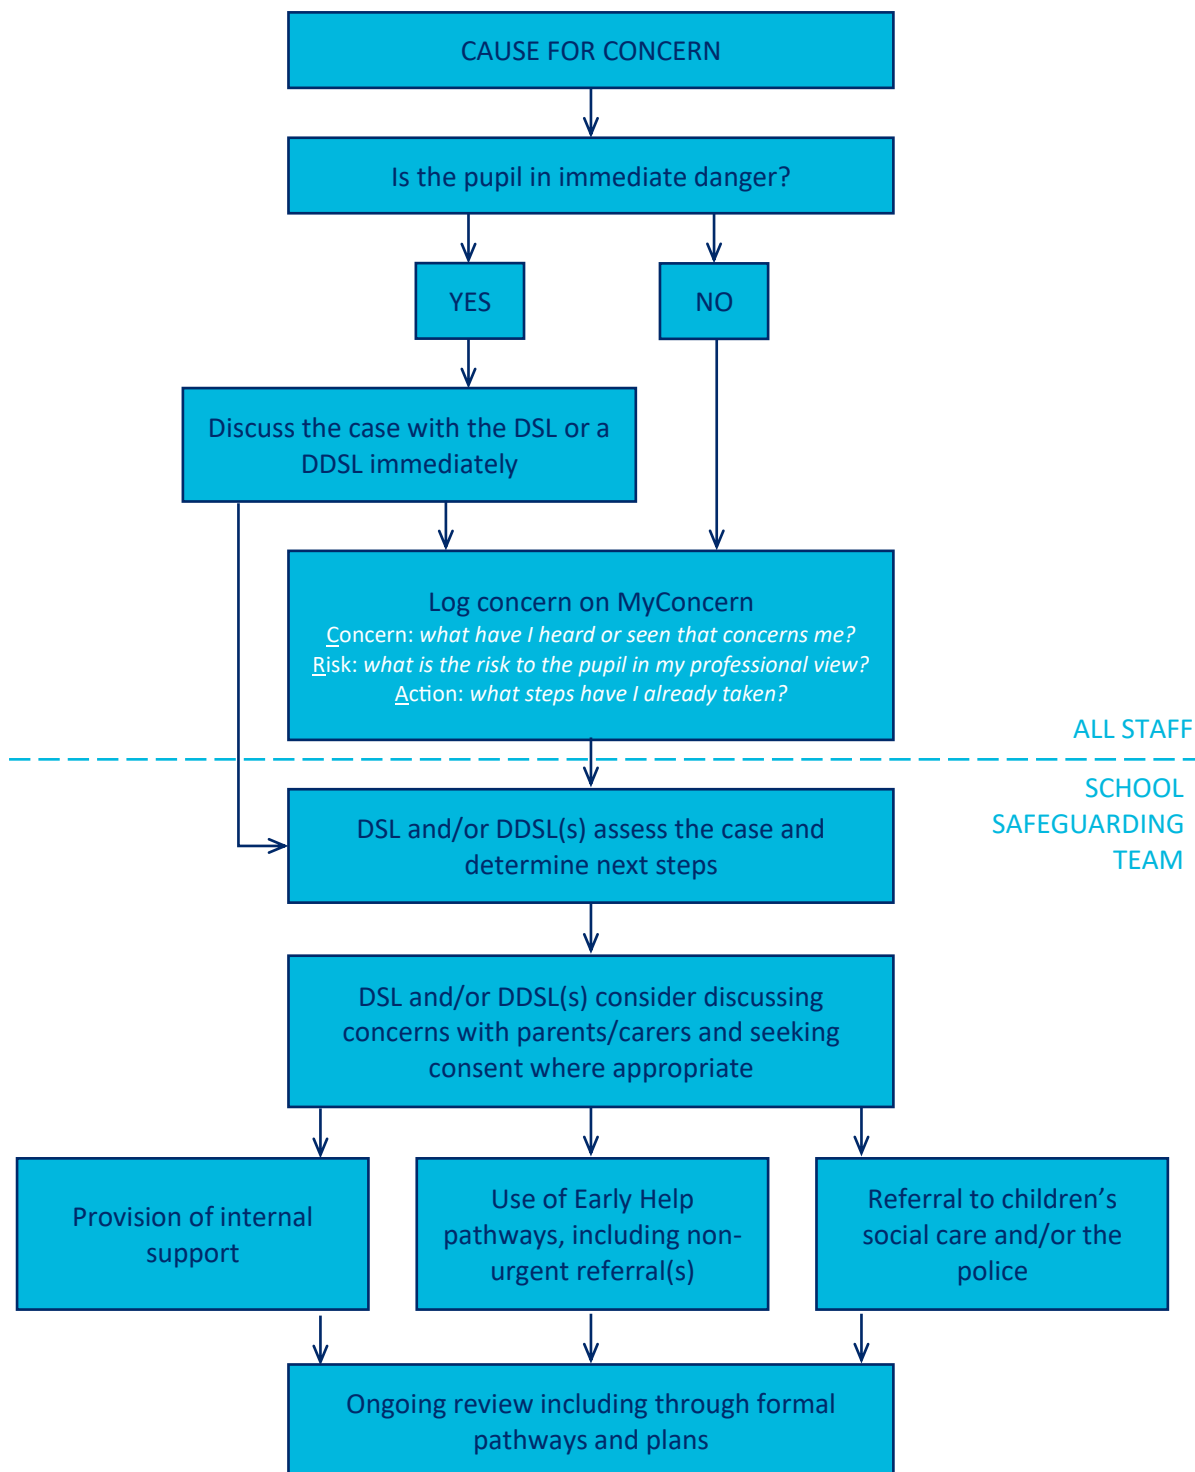 CAUSE FOR CONCERN
Is the pupil in immediate danger?
YES
NO
Discuss the case with the DSL or a
DDSL immediately
Log concern on MyConcern
Concern: what have I heard or seen that concerns me?
Risk: what is the risk to the pupil in my professional view?
Action: what steps have I already taken?
ALL STAFF
SCHOOL
SAFEGUARDING
TEAM
DSL and/or DDSL(s) assess the case and
determine next steps
DSL and/or DDSL(s) consider discussing
concerns with parents/carers and seeking
consent where appropriate
Provision of internal
support
Use of Early Help
pathways, including non-
urgent referral(s)
Referral to children’s
social care and/or the
police
Ongoing review including through formal
pathways and plans